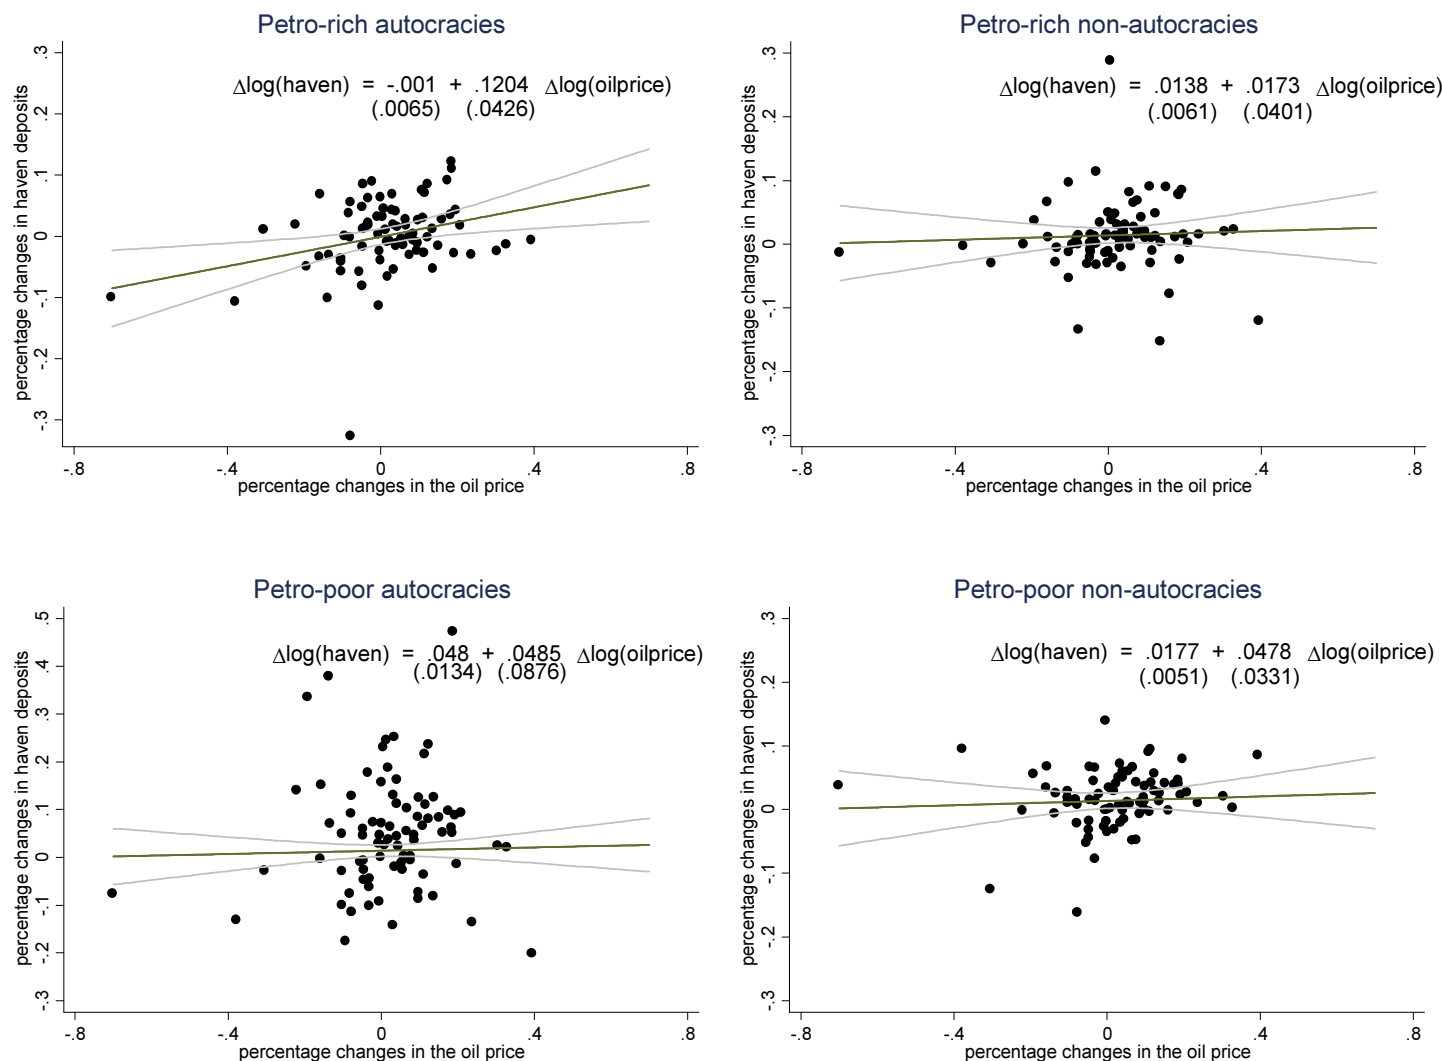 Petro-rich autocracies
percentage changes in haven deposits
.3
.2
.1
0
-.1
-.2
-.3
Δlog(haven) = -.001 + .1204 Δlog(oilprice)
(.0065) (.0426)
-.8 -.4 0 .4 .8
percentage changes in the oil price
Petro-rich non-autocracies
percentage changes in haven deposits
.3
.2
.1
0
-.1
-.2
-.3
Δlog(haven) = .0138 + .0173 Δlog(oilprice)
(.0061) (.0401)
-.8 -.4 0 .4 .8
percentage changes in the oil price
Petro-poor autocracies
percentage changes in haven deposits
.5
.4
.3
.2
.1
0
-.1
-.2
-.3
Δlog(haven) = .048 + .0485 Δlog(oilprice)
(.0134) (.0876)
-.8 -.4 0 .4 .8
percentage changes in the oil price
Petro-poor non-autocracies
percentage changes in haven deposits
.3
.2
.1
0
-.1
-.2
-.3
Δlog(haven) = .0177 + .0478 Δlog(oilprice)
(.0051) (.0331)
-.8 -.4 0 .4 .8
percentage changes in the oil price